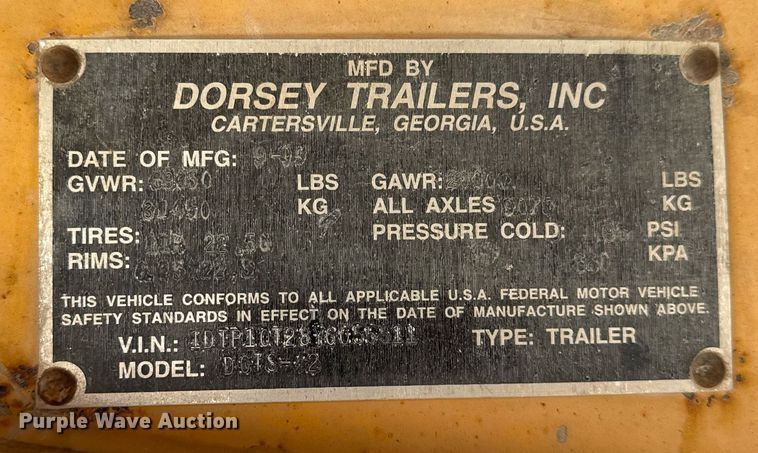 MFD BY
DORSEY TRAILERS, INC
CARTERSVILLE, GEORGIA, U.S.A.
DATE OF MFG:
GVWR: LBS GAWR: LBS
KG ALL AXLES KG
TIRES: PRESSURE COLD: PSI
RIMS: KPA
THIS VEHICLE CONFORMS TO ALL APPLICABLE U.S.A. FEDERAL MOTOR VEHICLE
SAFETY STANDARDS IN EFFECT ON THE DATE OF MANUFACTURE SHOWN ABOVE.
V.I.N.: TYPE: TRAILER
MODEL:
Purple Wave Auction